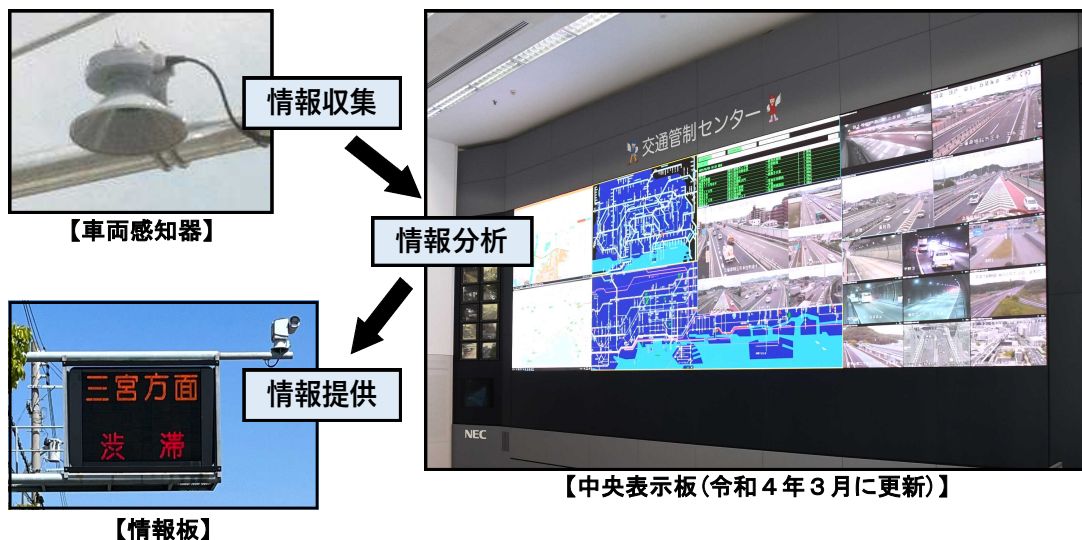 情報収集
【車両感知器】
情報分析
交通管制センター
NEC
三宮方面
渋滞
情報提供
【情報板】
【中央表示板(令和4年3月に更新)】